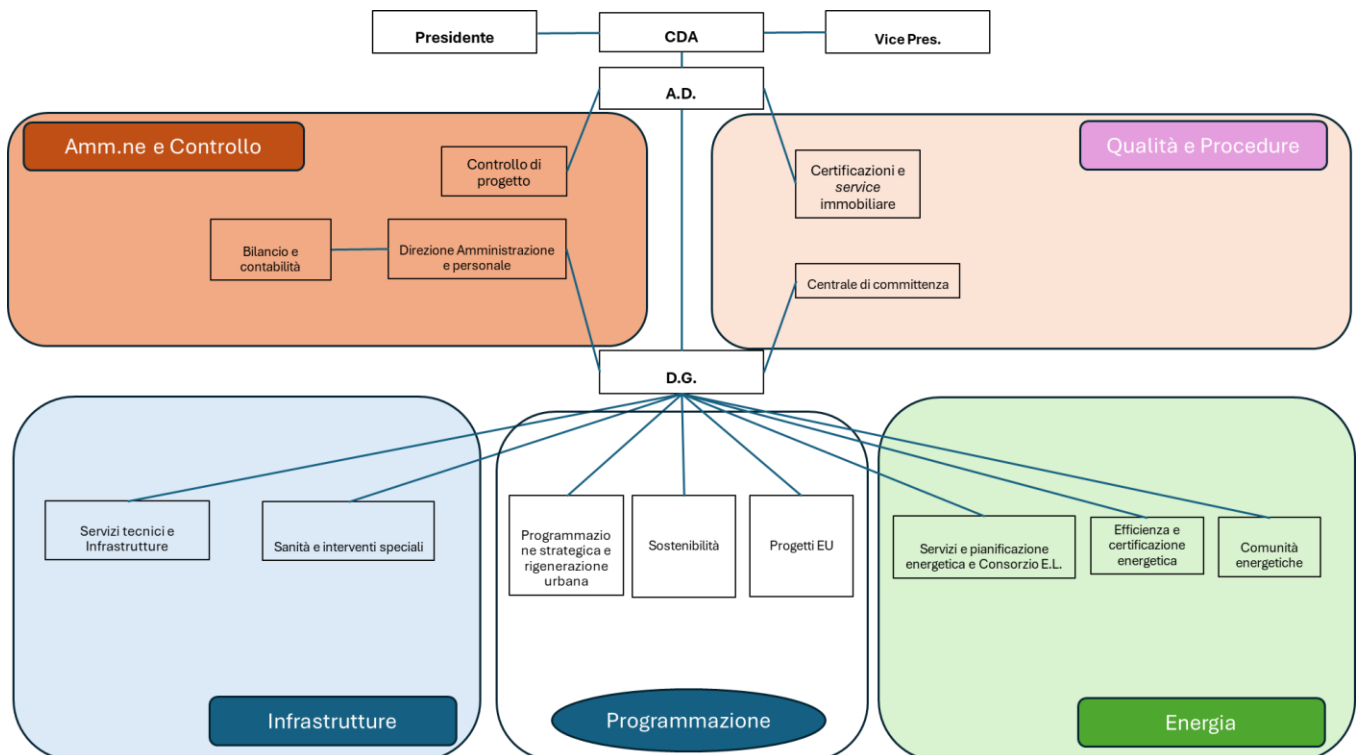 Presidente
CDA
Vice Pres.
A.D.
Amm.ne e Controllo
Qualità e Procedure
Controllo di
progetto
Certificazioni e
service
immobiliare
Bilancio e
contabilità
Direzione Amministrazione
e personale
Centrale di committenza
D.G.
Servizi tecnici e
Infrastrutture
Sanità e interventi speciali
Programmazio
ne strategica e
rigenerazione
urbana
Sostenibilità
Progetti EU
Servizi e pianificazione
energetica e Consorzio E.L.
Efficienza e
certificazione
energetica
Comunità
energetiche
Infrastrutture
Programmazione
Energia